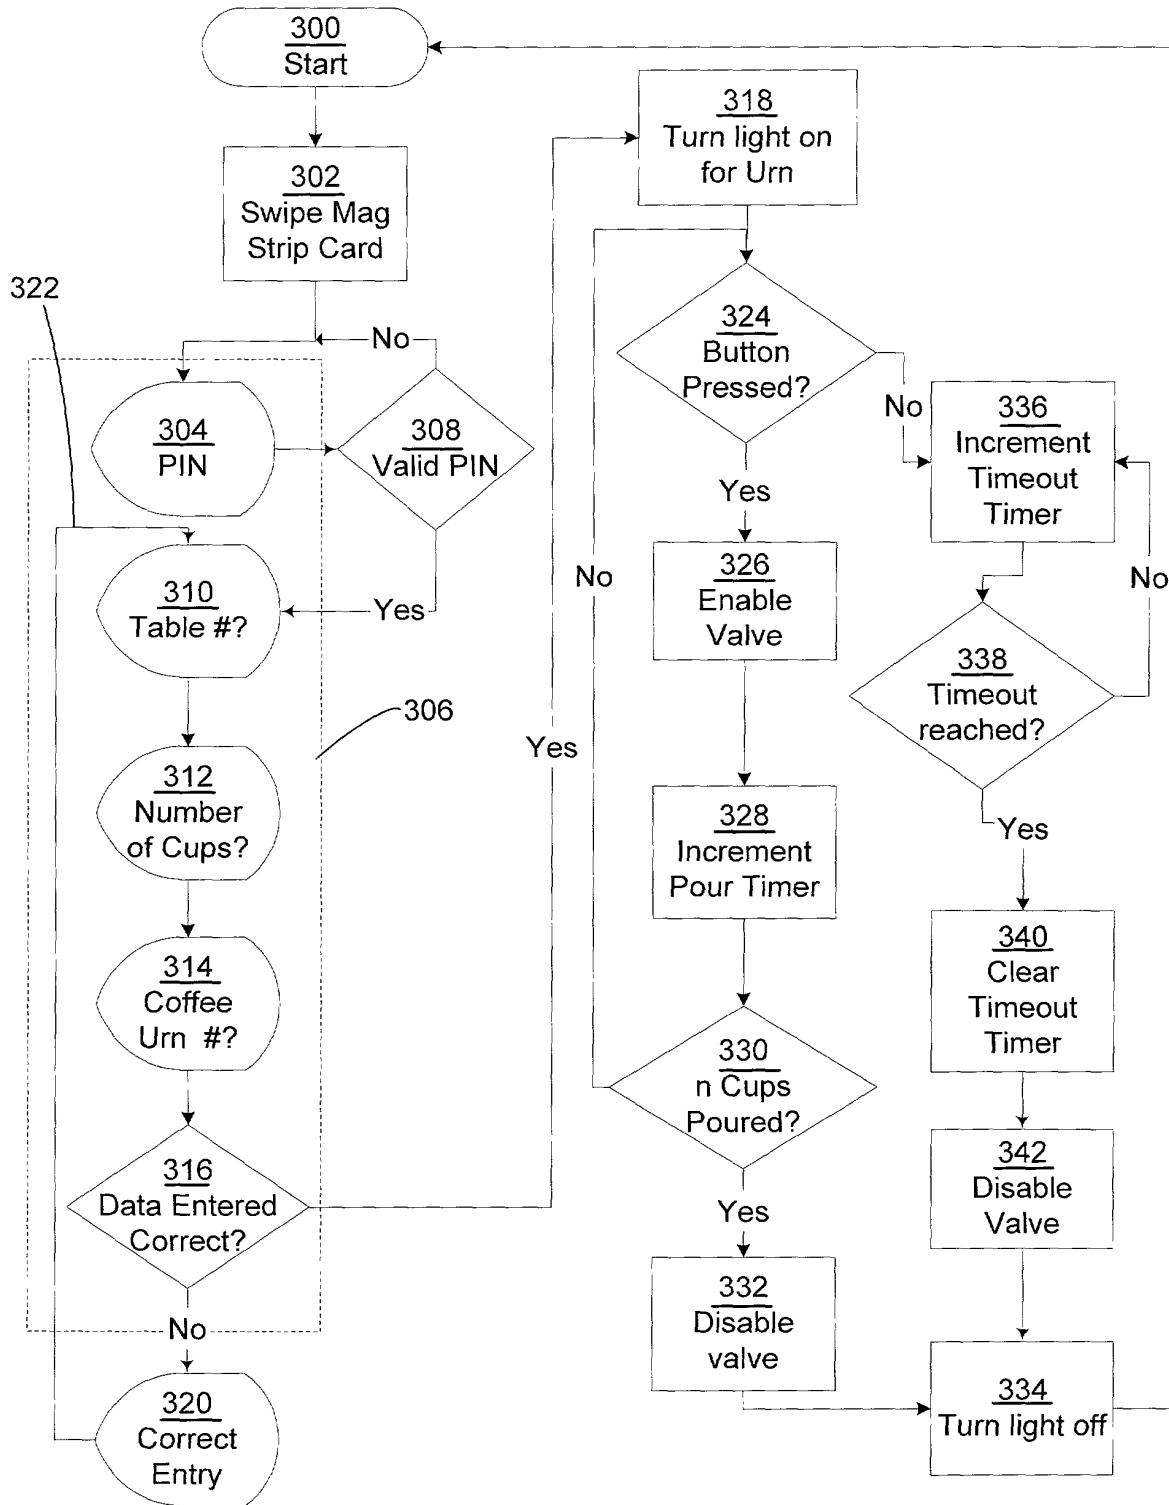 300
Start
302
Swipe Mag
Strip Card
322
No
304
PIN
308
Valid PIN
310
Table #?
Yes
306
312
Number
of Cups?
314
Coffee
Urn #?
316
Data Entered
Correct?
No
320
Correct
Entry
Yes
318
Turn light on
for Urn
324
Button
Pressed?
No
Yes
326
Enable
Valve
No
328
Increment
Pour Timer
330
n Cups
Poured?
Yes
332
Disable
valve
336
Increment
Timeout
Timer
No
338
Timeout
reached?
Yes
340
Clear
Timeout
Timer
342
Disable
Valve
334
Turn light off